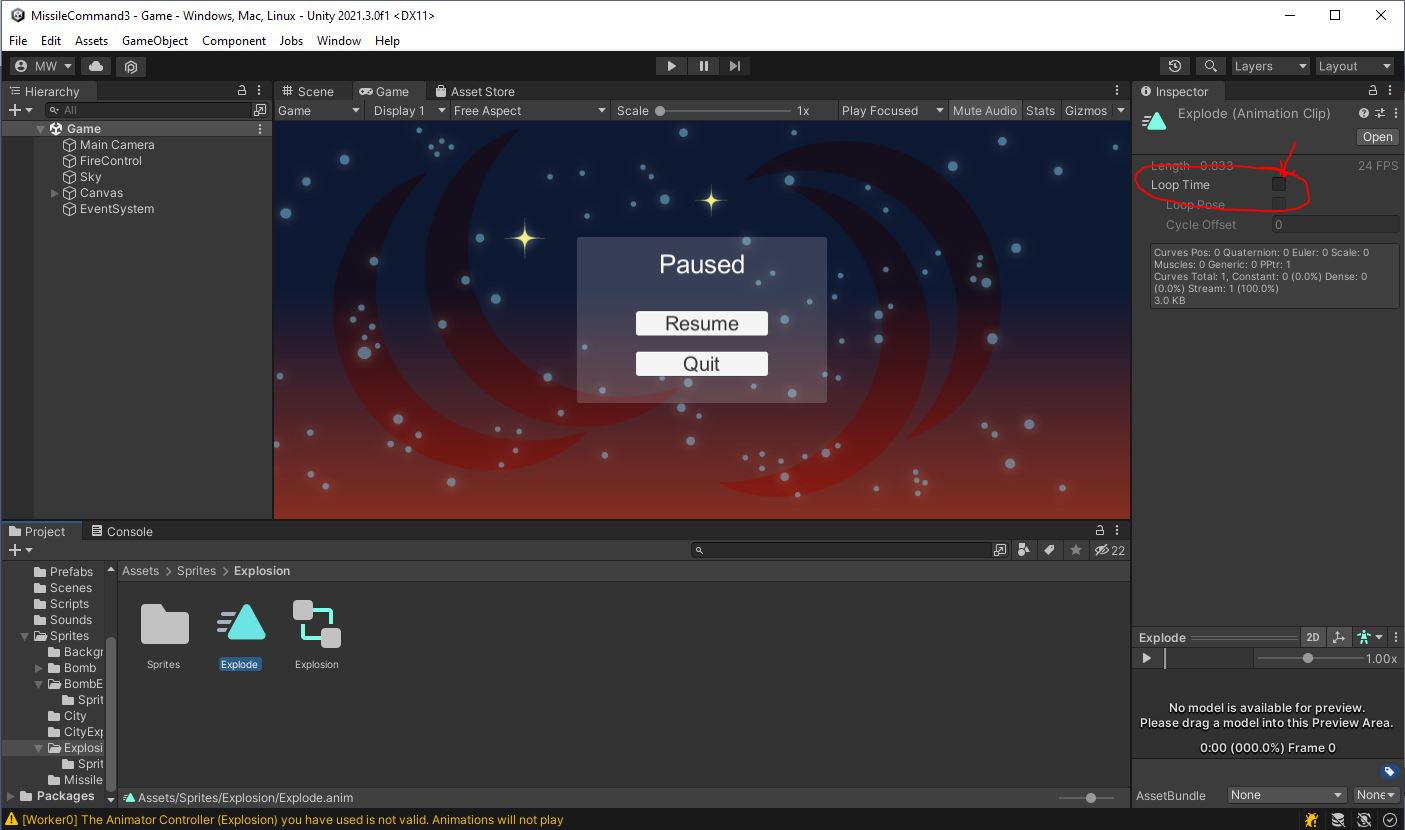 MissileCommand3 - Game - Windows, Mac, Linux - Unity 2021.3.0f1 <DX11>
File Edit Assets GameObject Component Jobs Window Help
MW
Layers
Layout
Hierarchy
Scene
Game
Asset Store
Inspector
All
Game
Display 1
Free Aspect
Scale
1x
Play Focused
Mute Audio
Stats
Gizmos
Game
Main Camera
FireControl
Sky
Canvas
EventSystem
Paused
Resume
Quit
Explode (Animation Clip)
Open
Length 0.833
24 FPS
Loop Time
Loop Pose
Cycle Offset
0
Curves Pos: 0 Quaternion: 0 Euler: 0 Scale: 0
Muscles: 0 Generic: 0 PPtr: 1
Curves Total: 1, Constant: 0 (0.0%) Dense: 0
(0.0%) Stream: 1 (100.0%)
3.0 KB
Project
Console
22
Prefabs
Scenes
Scripts
Sounds
Sprites
Backgr
Bomb
BombE
Sprit
City
CityExp
Explosi
Sprit
Missile
Packages
Assets > Sprites > Explosion
Sprites
Explode
Explosion
Assets/Sprites/Explosion/Explode.anim
Explode
2D
1.00x
No model is available for preview.
Please drag a model into this Preview Area.
0:00 (000.0%) Frame 0
AssetBundle
None
None
[Worker0] The Animator Controller (Explosion) you have used is not valid. Animations will not play